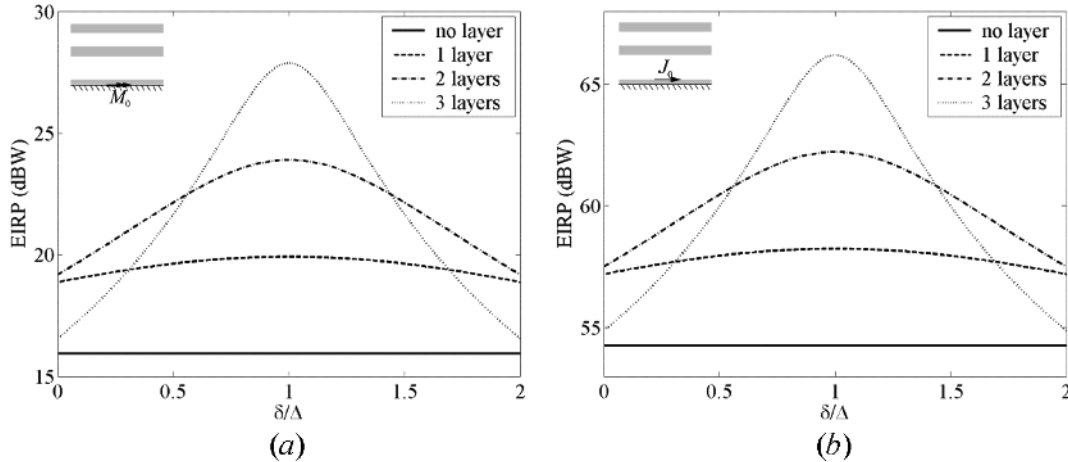 30
25
20
15
EIRP (dBW)
M₀
no layer
1 layer
2 layers
3 layers
0
0.5
1
1.5
2
δ/Δ
(a)
65
60
55
EIRP (dBW)
J₀
no layer
1 layer
2 layers
3 layers
0
0.5
1
1.5
2
δ/Δ
(b)